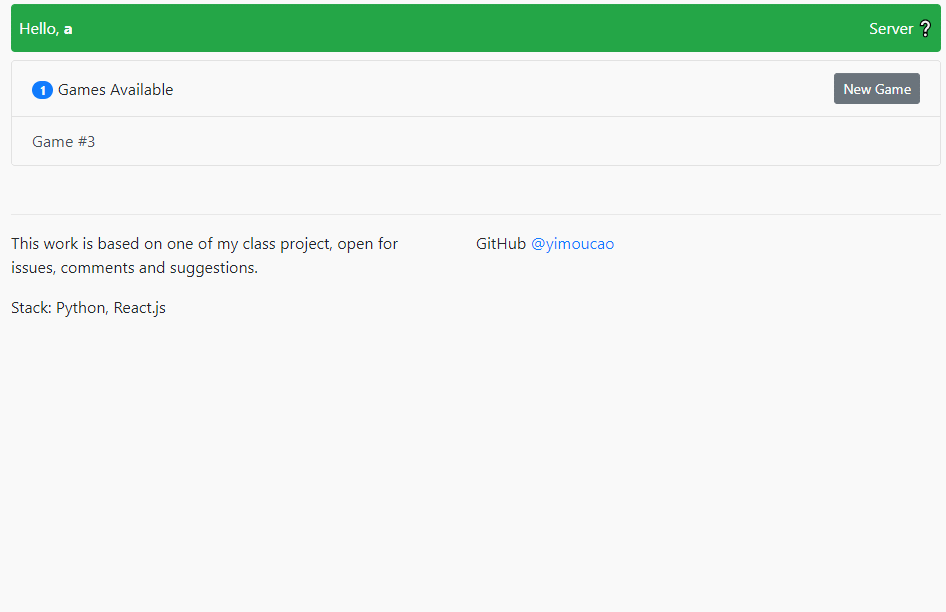 Hello, a
Server ?
1 Games Available
New Game
Game #3
This work is based on one of my class project, open for
issues, comments and suggestions.
Stack: Python, React.js
GitHub @yimoucao